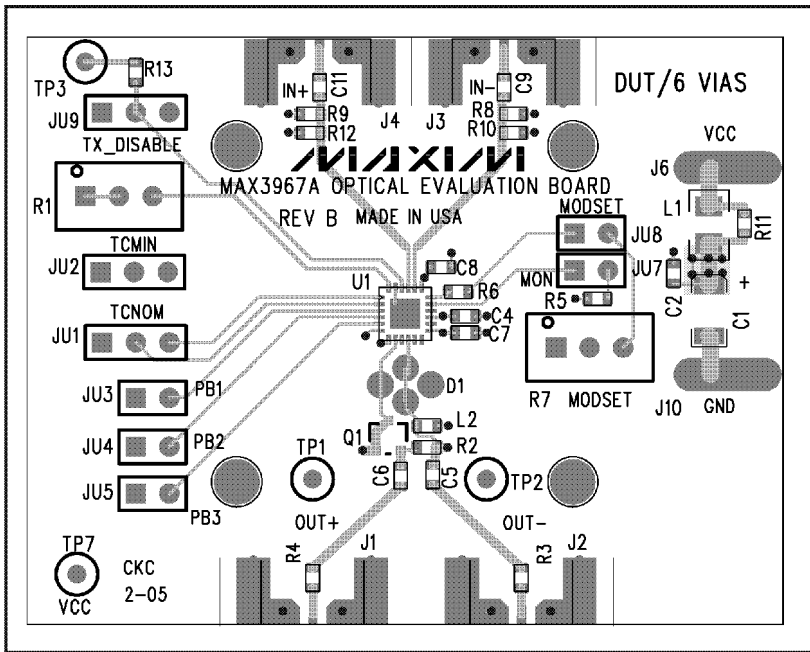 R13
TP3
JU9
TX_DISABLE
IN+
C11
R9
R12
J4
J3
IN-
C9
R8
R10
DUT/6 VIAS
VCC
J6
MAXIM
MAX3967A OPTICAL EVALUATION BOARD
REV B MADE IN USA
R1
TCMIN
JU2
TCNOM
JU1
U1
C8
R6
C4
C7
MODSET
JU8
MON
JU7
R5
R7 MODSET
L1
R11
C2
+
C1
J10
GND
JU3
PB1
JU4
PB2
JU5
PB3
D1
L2
Q1
R2
TP1
C6
C5
TP2
OUT+
OUT-
R4
J1
R3
J2
TP7
VCC
CKC
2-05